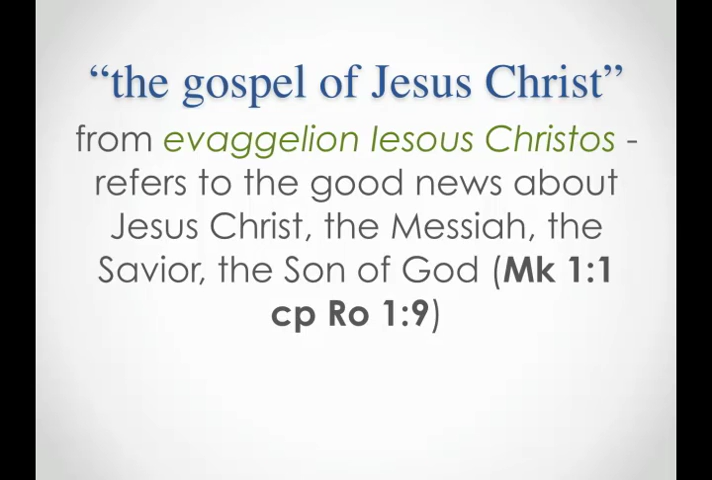 “the gospel of Jesus Christ”
from evaggelion Iesous Christos -
refers to the good news about
Jesus Christ, the Messiah, the
Savior, the Son of God (Mk 1:1
cp Ro 1:9)